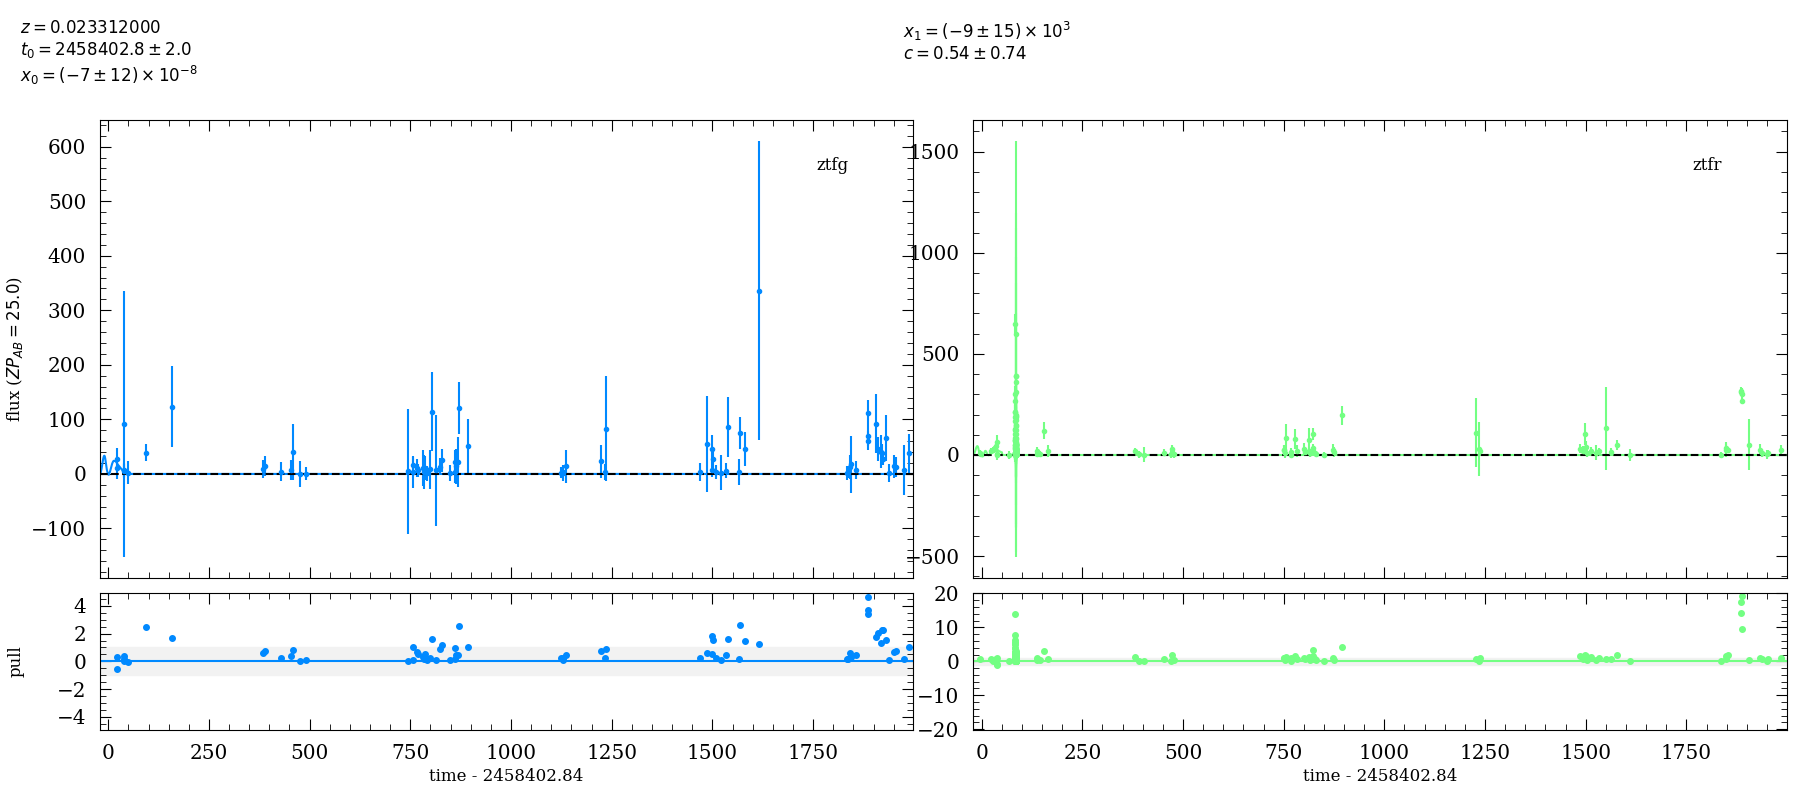 z = 0.023312000
t₀ = 2458402.8 ± 2.0
x₀ = (−7 ± 12) × 10⁻⁸
x₁ = (−9 ± 15) × 10³
c = 0.54 ± 0.74
flux (ZP_AB = 25.0)
600
500
400
300
200
100
0
−100
ztfg
1500
1000
500
0
−500
ztfr
pull
4
2
0
−2
−4
0 250 500 750 1000 1250 1500 1750
time - 2458402.84
20
10
0
−10
−20
0 250 500 750 1000 1250 1500 1750
time - 2458402.84